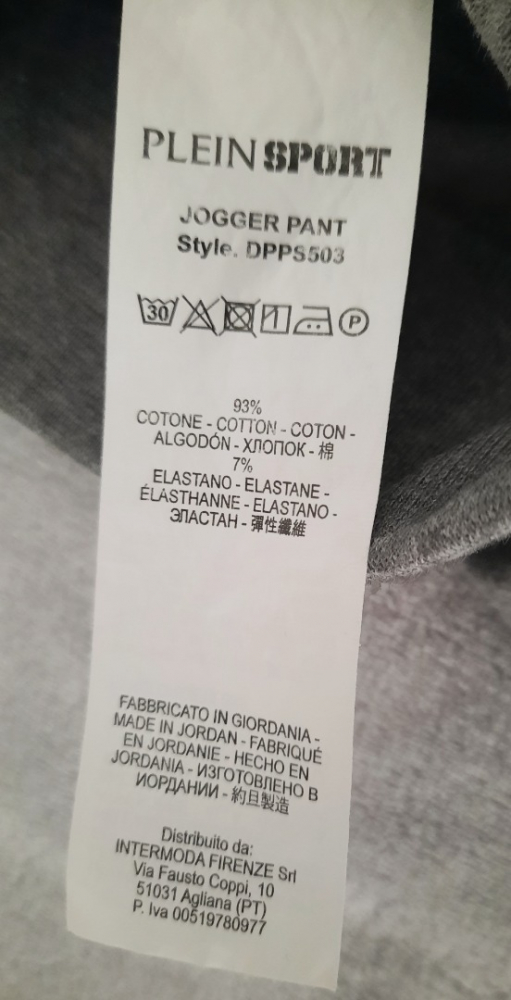 PLEIN SPORT
JOGGER PANT
Style. DPPS503
30 P
93%
COTONE - COTTON - COTON -
ALGODÓN - ХЛОПОК - 棉
7%
ELASTANO - ELASTANE -
ÉLASTHANNE - ELASTANO -
ЭЛАСТАН - 彈性纖維
FABBRICATO IN GIORDANIA -
MADE IN JORDAN - FABRIQUÉ
EN JORDANIE - HECHO EN
JORDANIA - ИЗГОТОВЛЕНО В
ИОРДАНИИ - 約旦製造
Distribuito da:
INTERMODA FIRENZE Srl
Via Fausto Coppi, 10
51031 Agliana (PT)
P. Iva 00519780977